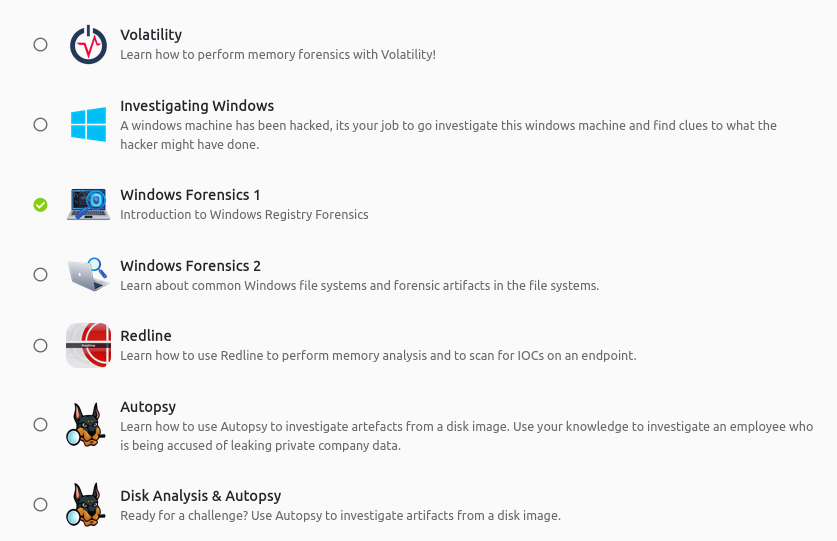 Volatility
Learn how to perform memory forensics with Volatility!
Investigating Windows
A windows machine has been hacked, its your job to go investigate this windows machine and find clues to what the
hacker might have done.
Windows Forensics 1
Introduction to Windows Registry Forensics
Windows Forensics 2
Learn about common Windows file systems and forensic artifacts in the file systems.
Redline
Redline
Learn how to use Redline to perform memory analysis and to scan for IOCs on an endpoint.
Autopsy
Learn how to use Autopsy to investigate artefacts from a disk image. Use your knowledge to investigate an employee who
is being accused of leaking private company data.
Disk Analysis & Autopsy
Ready for a challenge? Use Autopsy to investigate artifacts from a disk image.